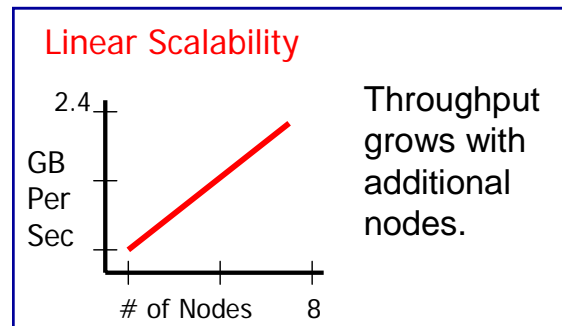 Linear Scalability
2.4
GB
Per
Sec
# of Nodes 8
Throughput
grows with
additional
nodes.